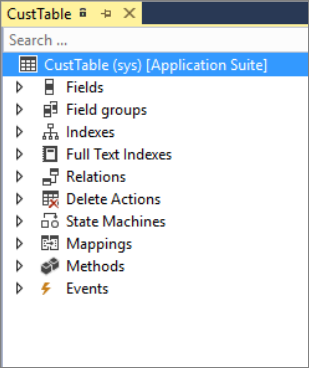 CustTable
Search ...
CustTable (sys) [Application Suite]
Fields
Field groups
Indexes
Full Text Indexes
Relations
Delete Actions
State Machines
Mappings
Methods
Events